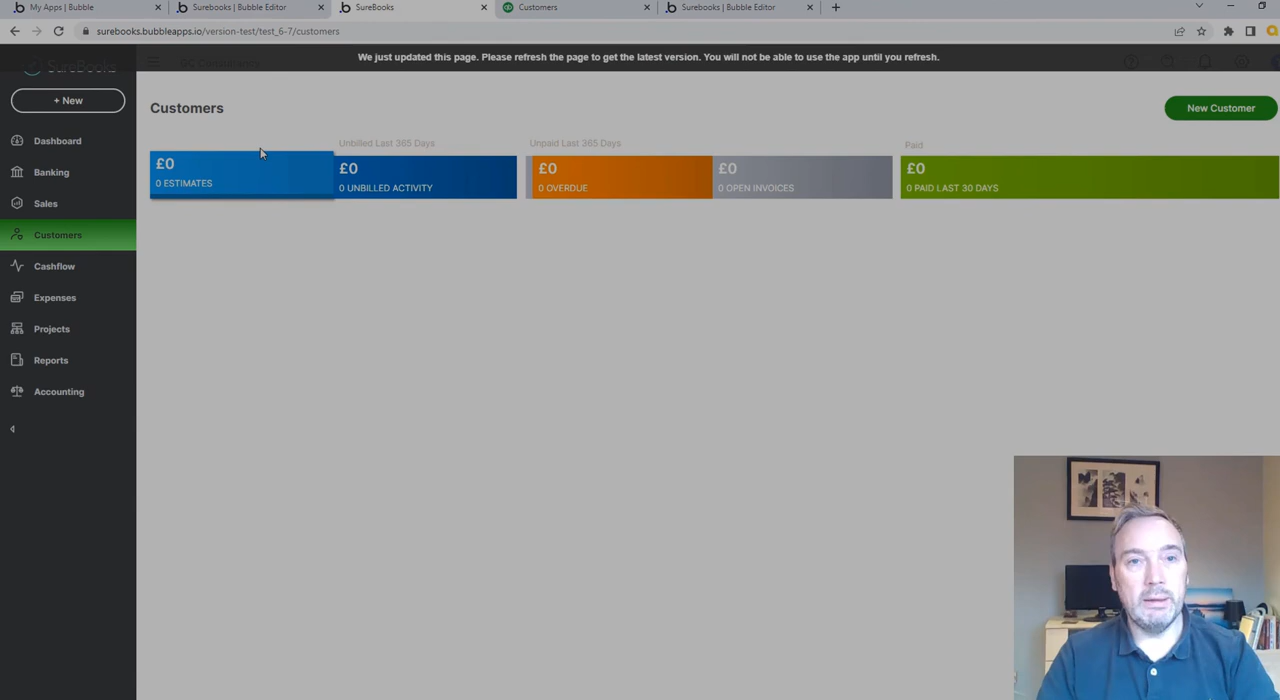 My Apps | Bubble
Surebooks | Bubble Editor
SureBooks
Customers
Surebooks | Bubble Editor
surebooks.bubbleapps.io/version-test/test_6-7/customers
We just updated this page. Please refresh the page to get the latest version. You will not be able to use the app until you refresh.
SureBooks
+ New
Dashboard
Banking
Sales
Customers
Cashflow
Expenses
Projects
Reports
Accounting
Customers
New Customer
Unbilled Last 365 Days
Unpaid Last 365 Days
Paid
£0
0 ESTIMATES
£0
0 UNBILLED ACTIVITY
£0
0 OVERDUE
£0
0 OPEN INVOICES
£0
0 PAID LAST 30 DAYS